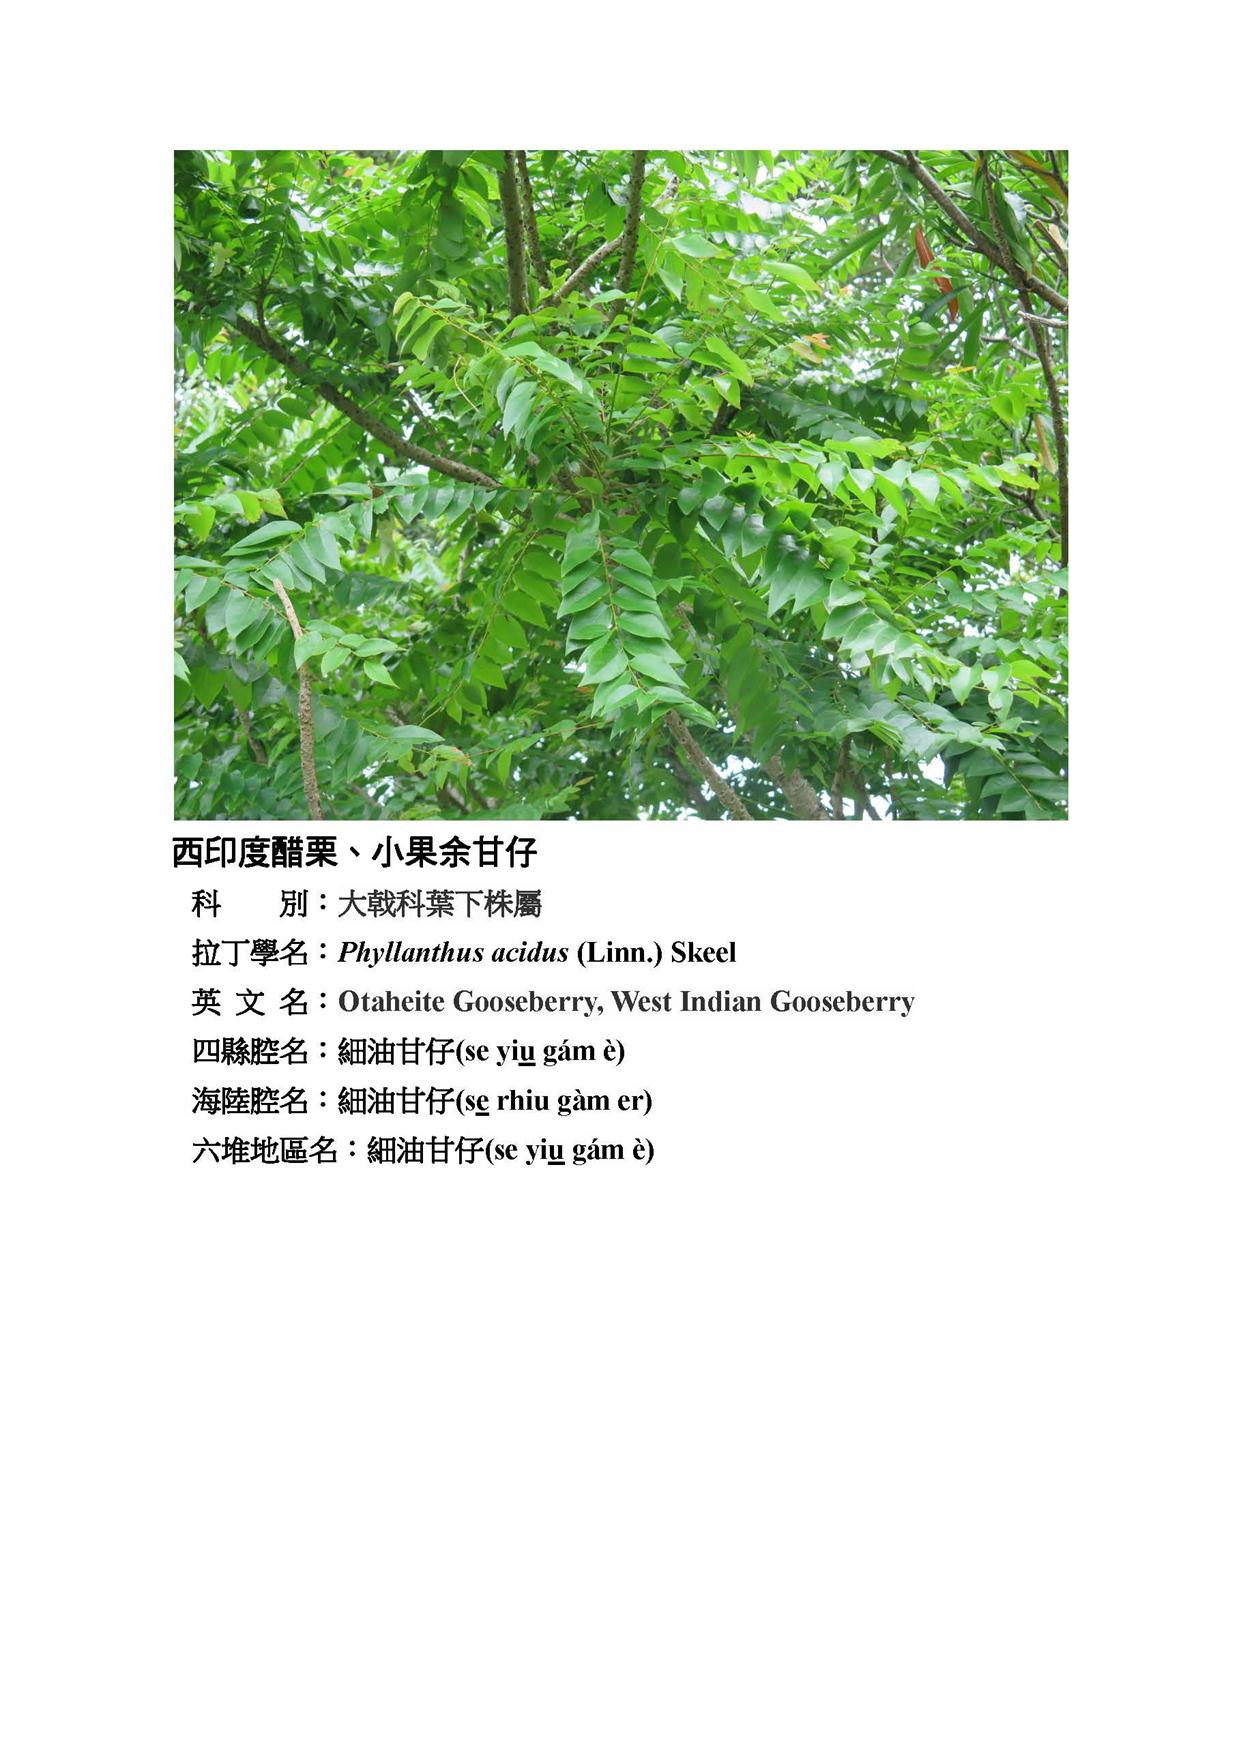 西印度醋栗、小果余甘仔
科　　別：大戟科葉下株屬
拉丁學名：Phyllanthus acidus (Linn.) Skeel
英 文 名：Otaheite Gooseberry, West Indian Gooseberry
四縣腔名：細油甘仔(se yiu gám è)
海陸腔名：細油甘仔(se rhiu gàm er)
六堆地區名：細油甘仔(se yiu gám è)